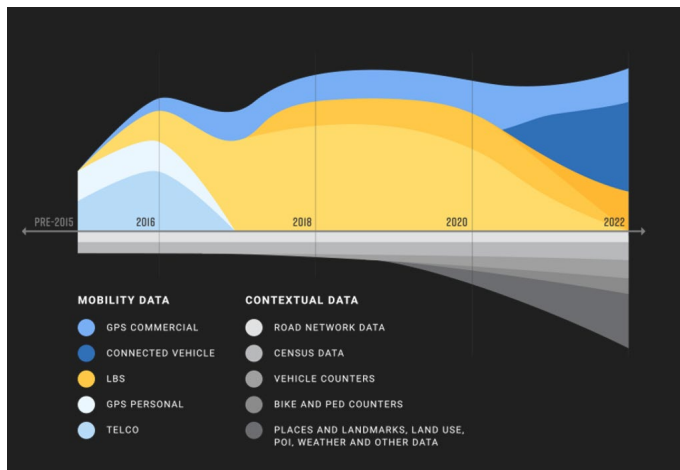 PRE-2015
2016
2018
2020
2022
MOBILITY DATA
GPS COMMERCIAL
CONNECTED VEHICLE
LBS
GPS PERSONAL
TELCO
CONTEXTUAL DATA
ROAD NETWORK DATA
CENSUS DATA
VEHICLE COUNTERS
BIKE AND PED COUNTERS
PLACES AND LANDMARKS, LAND USE,
POI, WEATHER AND OTHER DATA